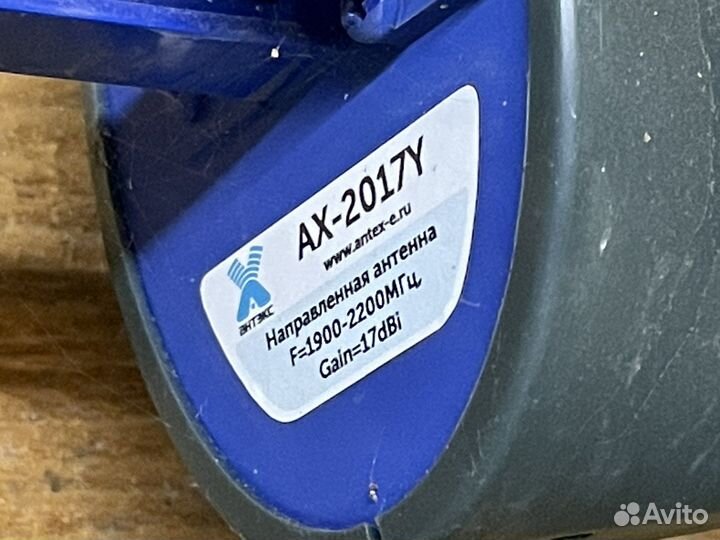 AX-2017Y
www.antex-e.ru
антэкс
Направленная антенна
F=1900-2200МГц
Gain=17dBi
Avito